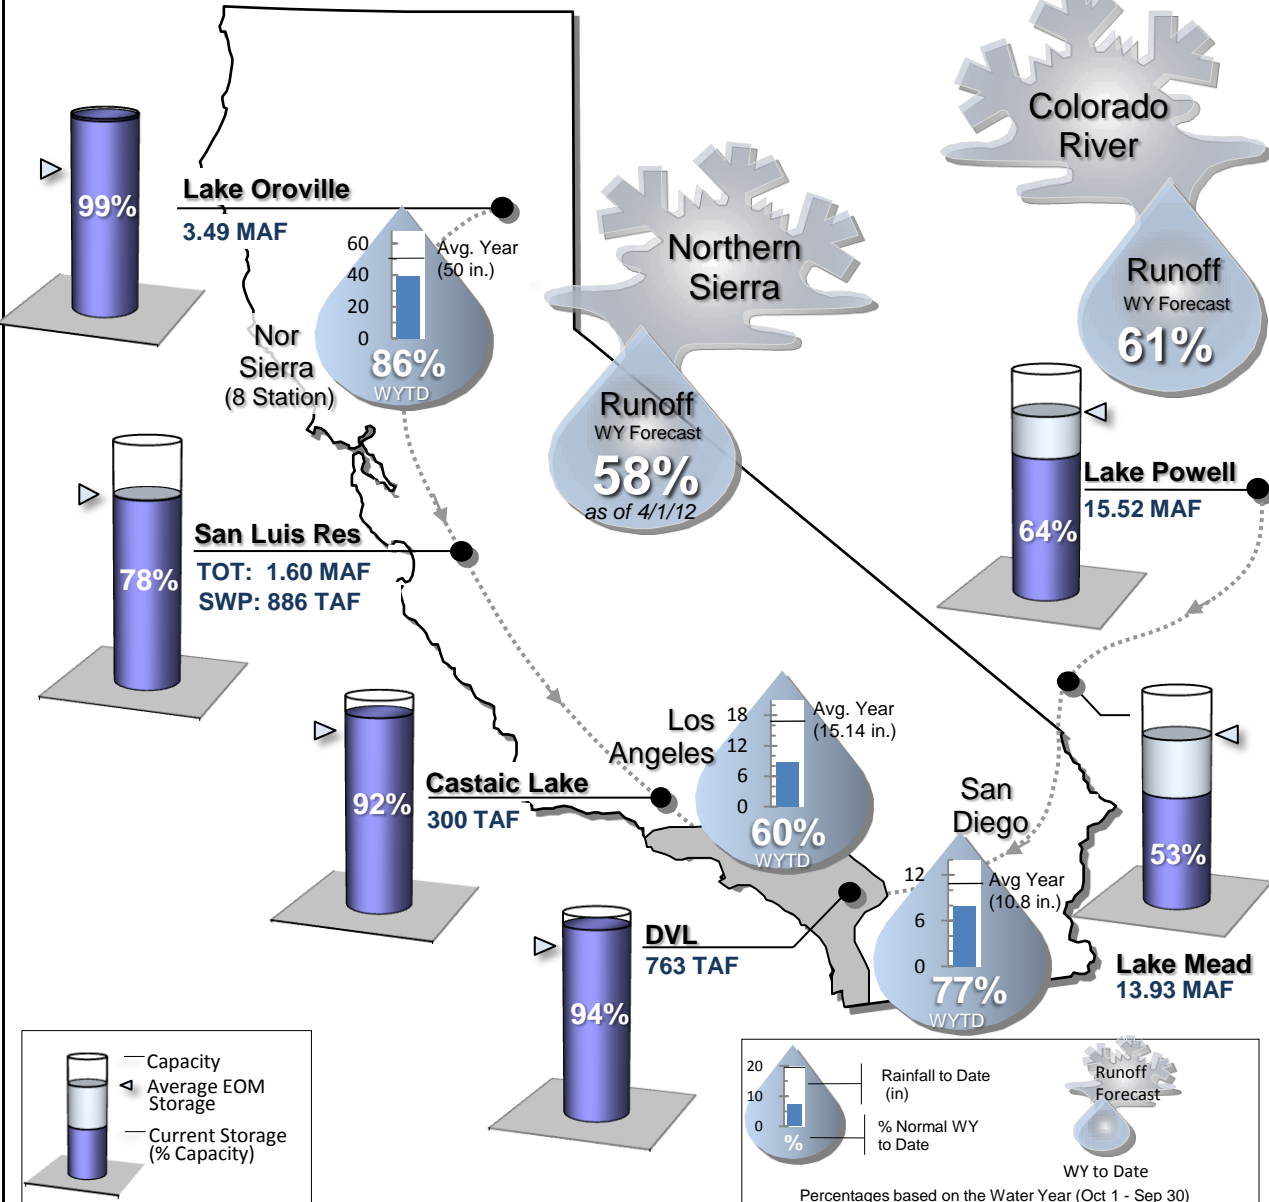 Colorado
River
Runoff
WY Forecast
61%
99%
Lake Oroville
3.49 MAF
60
40
20
0
Avg. Year
(50 in.)
86%
WYTD
Nor
Sierra
(8 Station)
Northern
Sierra
Runoff
WY Forecast
58%
as of 4/1/12
64%
Lake Powell
15.52 MAF
78%
San Luis Res
TOT: 1.60 MAF
SWP: 886 TAF
92%
Castaic Lake
300 TAF
Los
Angeles
18
12
6
0
Avg. Year
(15.14 in.)
60%
WYTD
San
Diego
12
6
0
Avg Year
(10.8 in.)
77%
WYTD
53%
Lake Mead
13.93 MAF
94%
DVL
763 TAF
Capacity
Average EOM
Storage
Current Storage
(% Capacity)
20
10
0
%
Rainfall to Date
(in)
% Normal WY
to Date
Runoff
Forecast
WY to Date
Percentages based on the Water Year (Oct 1 - Sep 30)